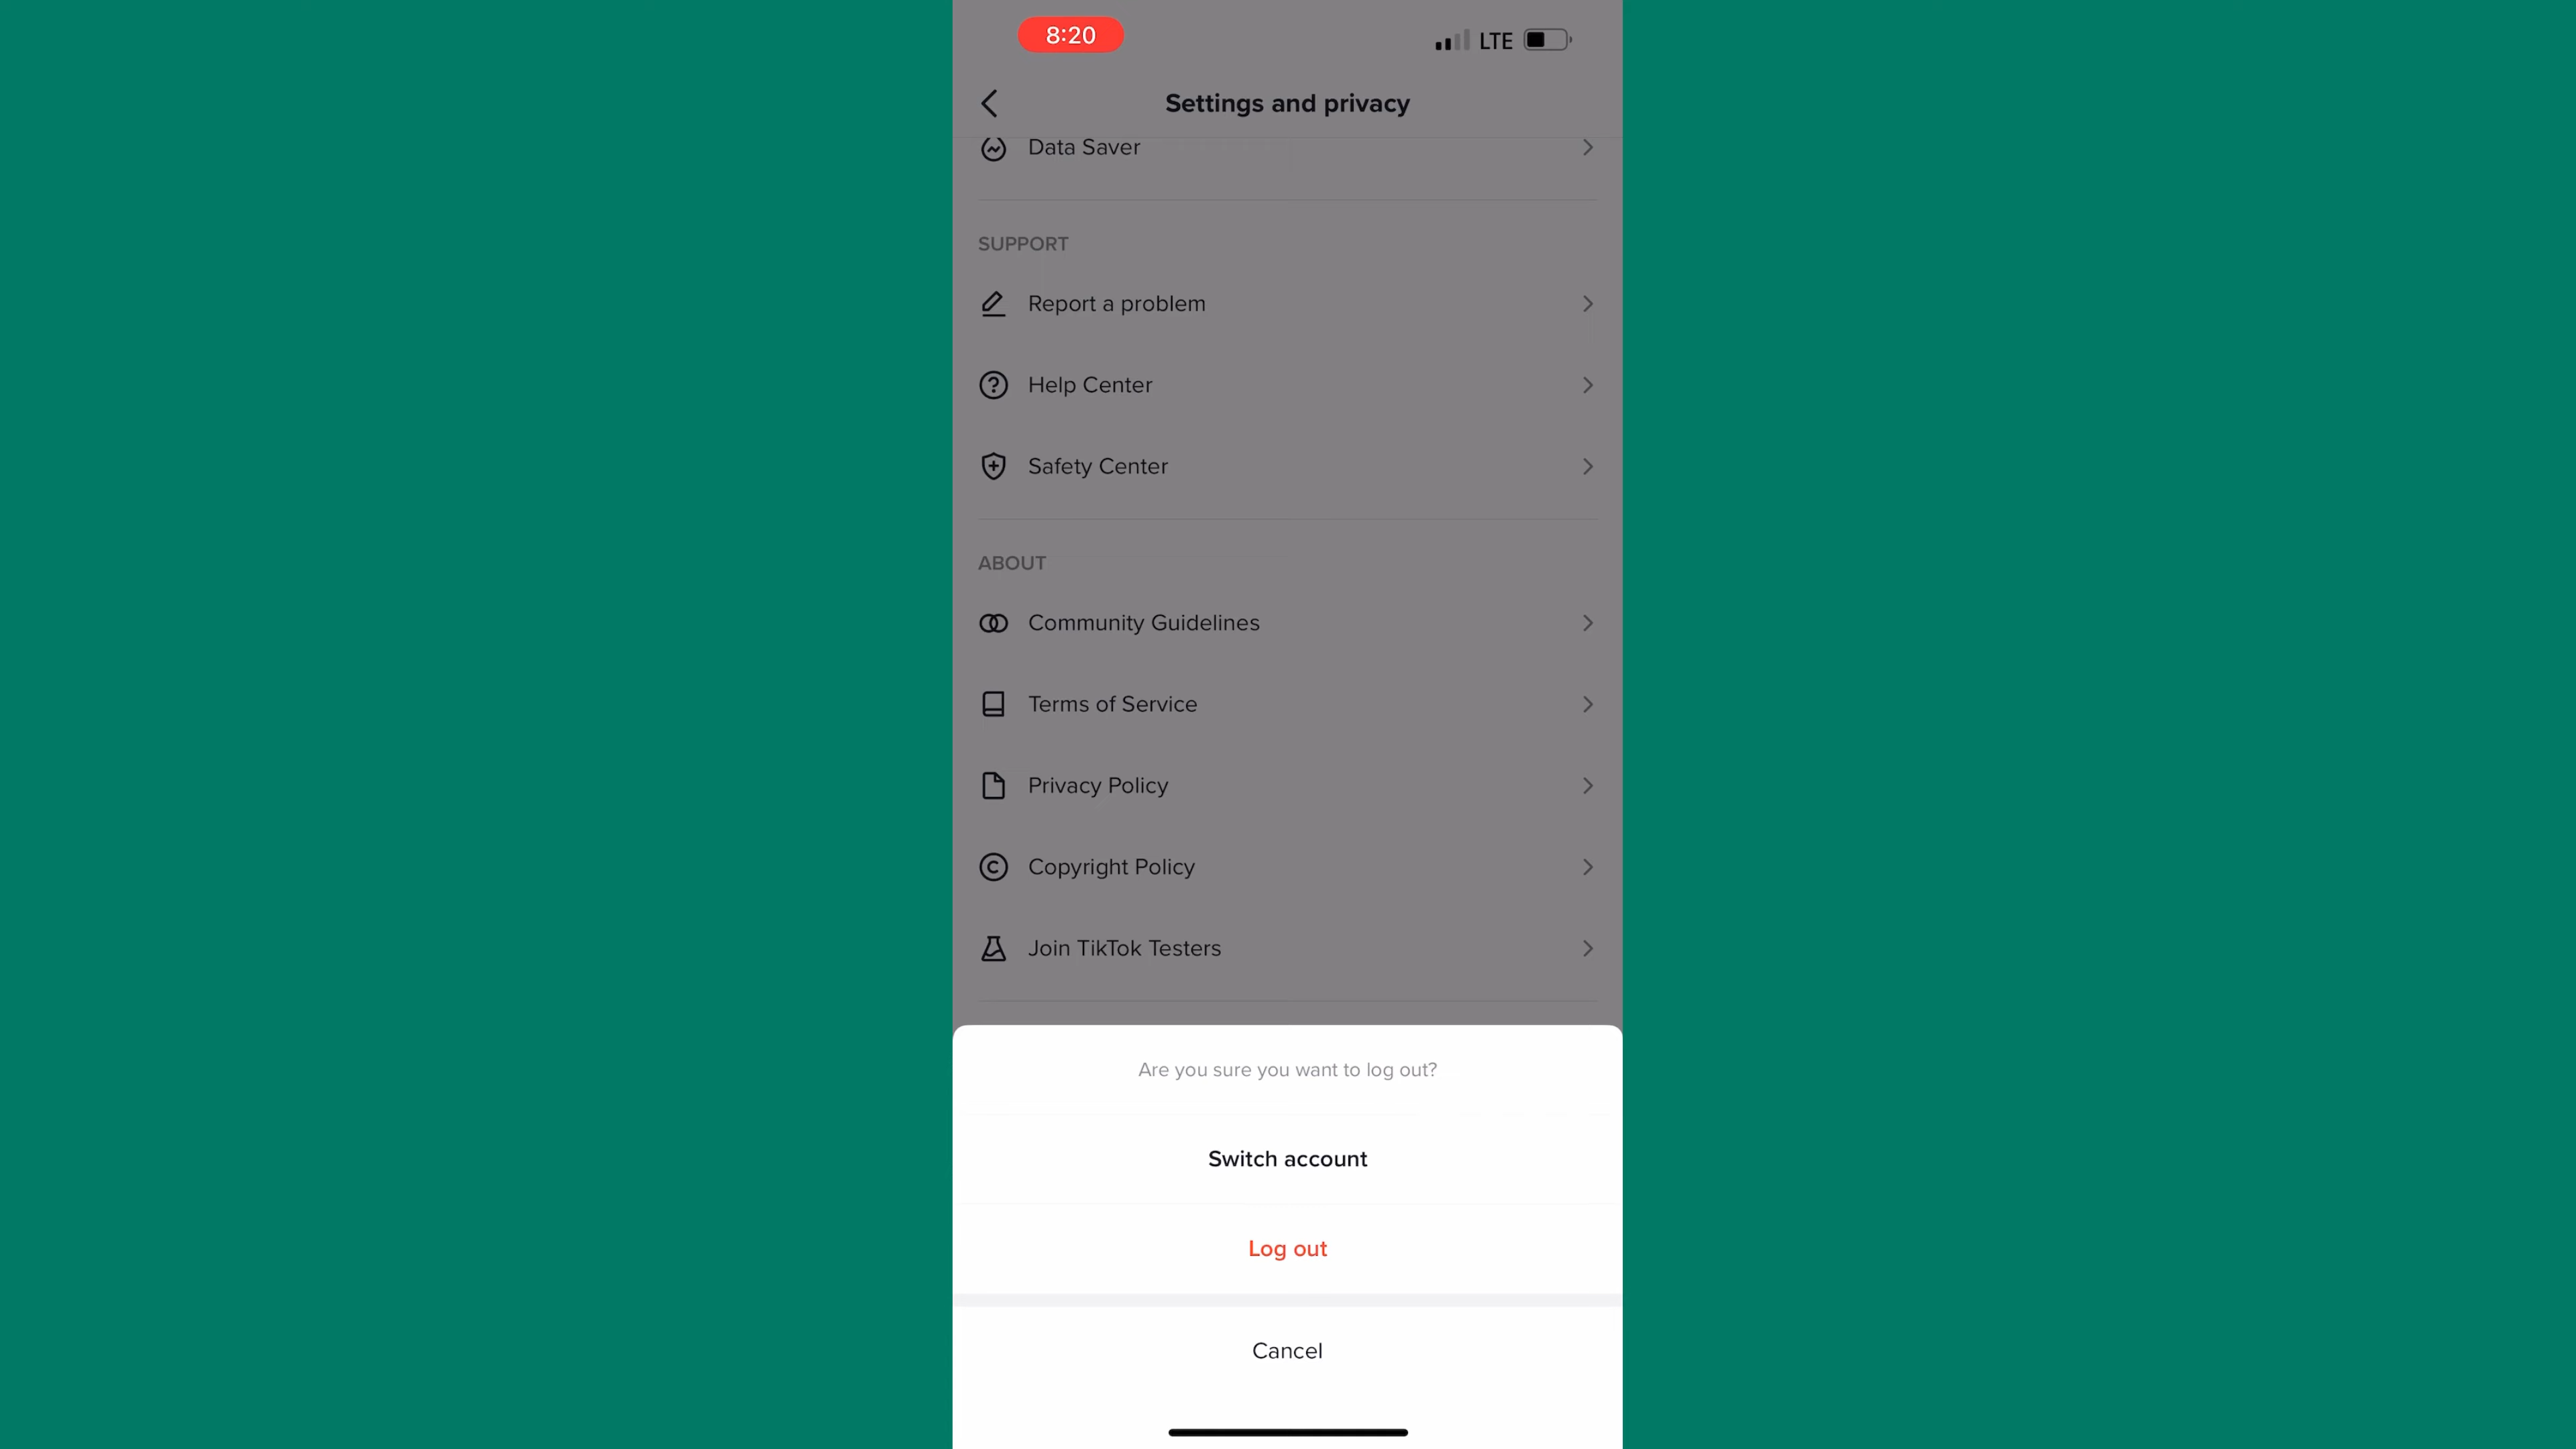 8:20
LTE
Settings and privacy
Data Saver
SUPPORT
Report a problem
Help Center
Safety Center
ABOUT
Community Guidelines
Terms of Service
Privacy Policy
Copyright Policy
Join TikTok Testers
Are you sure you want to log out?
Switch account
Log out
Cancel